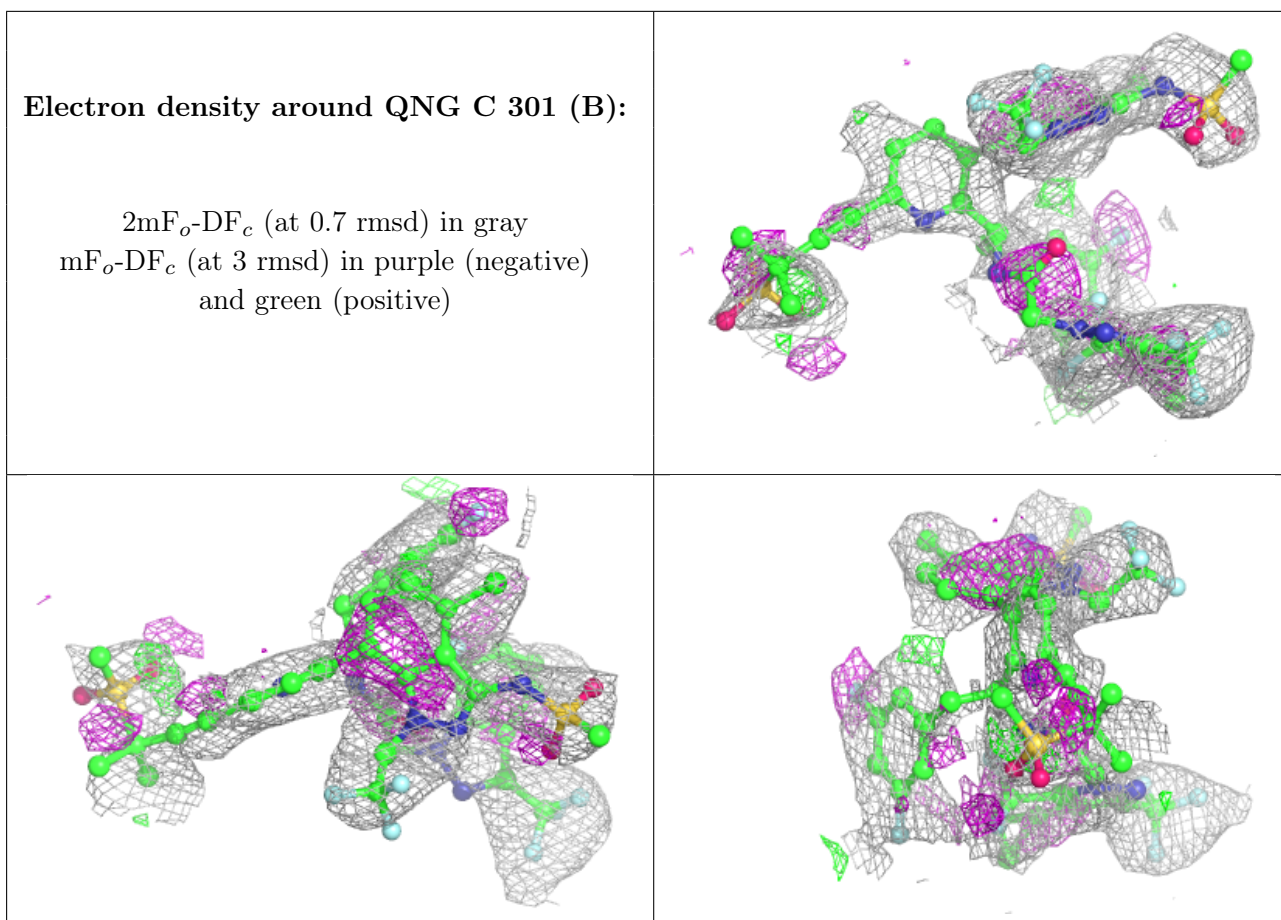 Electron density around QNG C 301 (B):
2mFo-DFc (at 0.7 rmsd) in gray
mFo-DFc (at 3 rmsd) in purple (negative)
and green (positive)